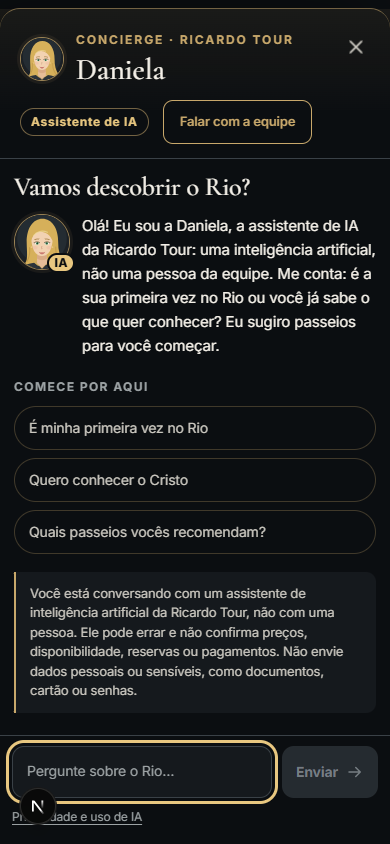 CONCIERGE · RICARDO TOUR
Daniela
Assistente de IA
Falar com a equipe
Vamos descobrir o Rio?
Olá! Eu sou a Daniela, a assistente de IA
da Ricardo Tour: uma inteligência artificial,
não uma pessoa da equipe. Me conta: é a
sua primeira vez no Rio ou você já sabe o
que quer conhecer? Eu sugiro passeios
para você começar.
IA
COMECE POR AQUI
É minha primeira vez no Rio
Quero conhecer o Cristo
Quais passeios vocês recomendam?
Você está conversando com um assistente de
inteligência artificial da Ricardo Tour, não com uma
pessoa. Ele pode errar e não confirma preços,
disponibilidade, reservas ou pagamentos. Não envie
dados pessoais ou sensíveis, como documentos,
cartão ou senhas.
Pergunte sobre o Rio...
Enviar →
N
e uso de IA